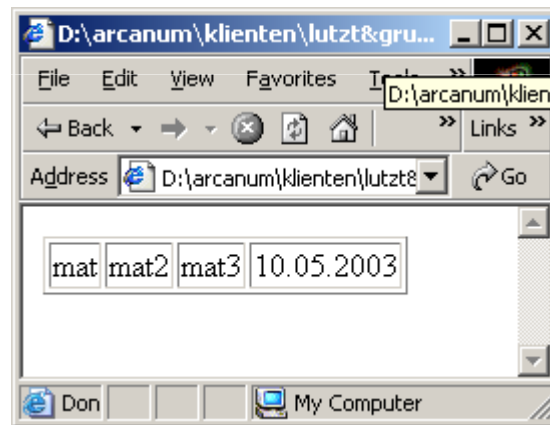 D:\arcanum\klienten\lutzt&gru...
File Edit View Favorites Tools »
D:\arcanum\klien
Back » Links »
Address D:\arcanum\klienten\lutzt& Go
mat mat2 mat3 10.05.2003
Don My Computer